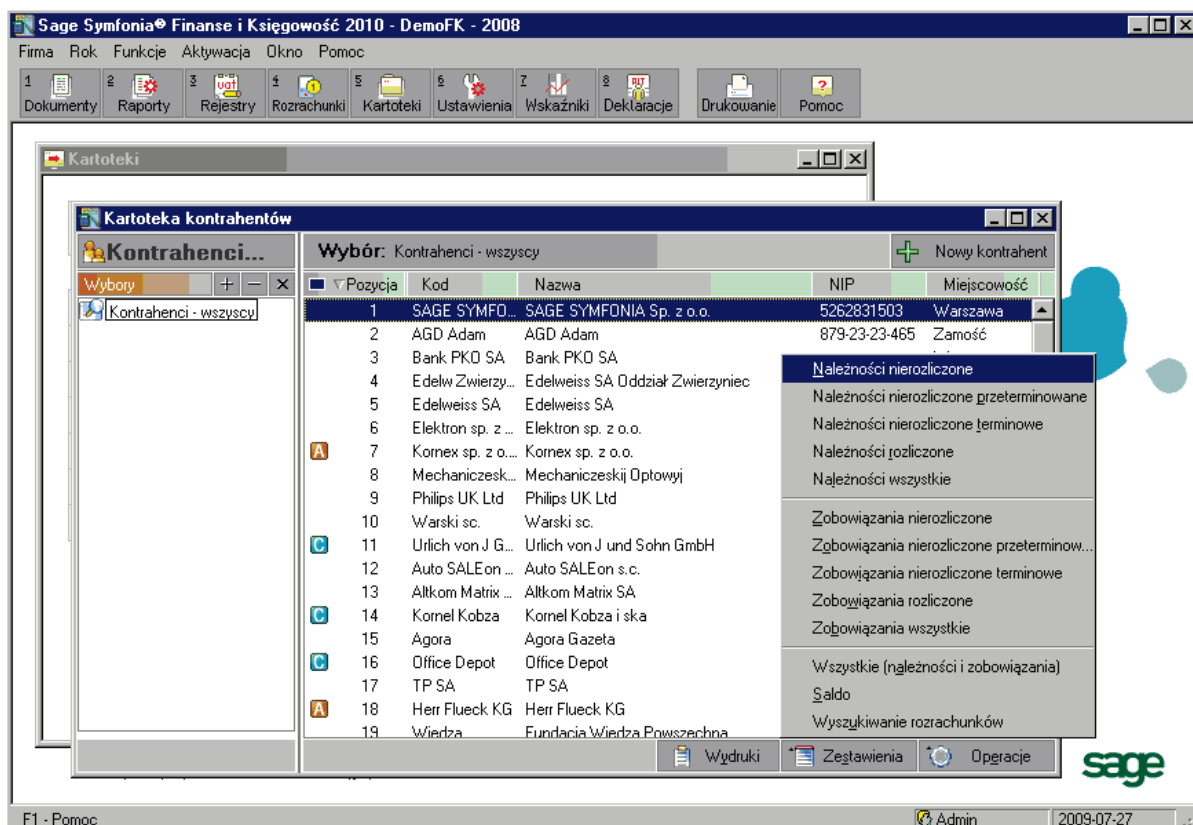 Sage Symfonia® Finanse i Księgowość 2010 - DemoFK - 2008
Firma Rok Funkcje Aktywacja Okno Pomoc
1 2 3 4 5 6 7 8
Dokumenty Raporty Rejestry Rozrachunki Kartoteki Ustawienia Wskaźniki Deklaracje Drukowanie Pomoc
Kartoteki
Kartoteka kontrahentów
Kontrahenci... Wybór: Kontrahenci - wszyscy Nowy kontrahent
Wybory Pozycja Kod Nazwa NIP Miejscowość
Kontrahenci - wszyscy
1 SAGE SYMFO... SAGE SYMFONIA Sp. z o.o. 5262831503 Warszawa
2 AGD Adam AGD Adam 879-23-23-465 Zamość
3 Bank PKO SA Bank PKO SA
4 Edelw Zwierzy... Edelweiss SA Oddział Zwierzyniec
5 Edelweiss SA Edelweiss SA
6 Elektron sp. z ... Elektron sp. z o.o.
A 7 Kornex sp. z o.... Kornex sp. z o.o.
8 Mechaniczesk... Mechaniczeskij Optowyj
9 Philips UK Ltd Philips UK Ltd
10 Warski sc. Warski sc.
C 11 Urlich von J G... Urlich von J und Sohn GmbH
12 Auto SALEon ... Auto SALEon s.c.
13 Altkom Matrix ... Altkom Matrix SA
C 14 Kornel Kobza Kornel Kobza i ska
15 Agora Agora Gazeta
C 16 Office Depot Office Depot
17 TP SA TP SA
A 18 Herr Flueck KG Herr Flueck KG
19 Wiedza Fundacja Wiedza Powszechna
Należności nierozliczone
Należności nierozliczone przeterminowane
Należności nierozliczone terminowe
Należności rozliczone
Należności wszystkie
Zobowiązania nierozliczone
Zobowiązania nierozliczone przeterminow...
Zobowiązania nierozliczone terminowe
Zobowiązania rozliczone
Zobowiązania wszystkie
Wszystkie (należności i zobowiązania)
Saldo
Wyszukiwanie rozrachunków
Wydruki Zestawienia Operacje
sage
F1 - Pomoc Admin 2009-07-27